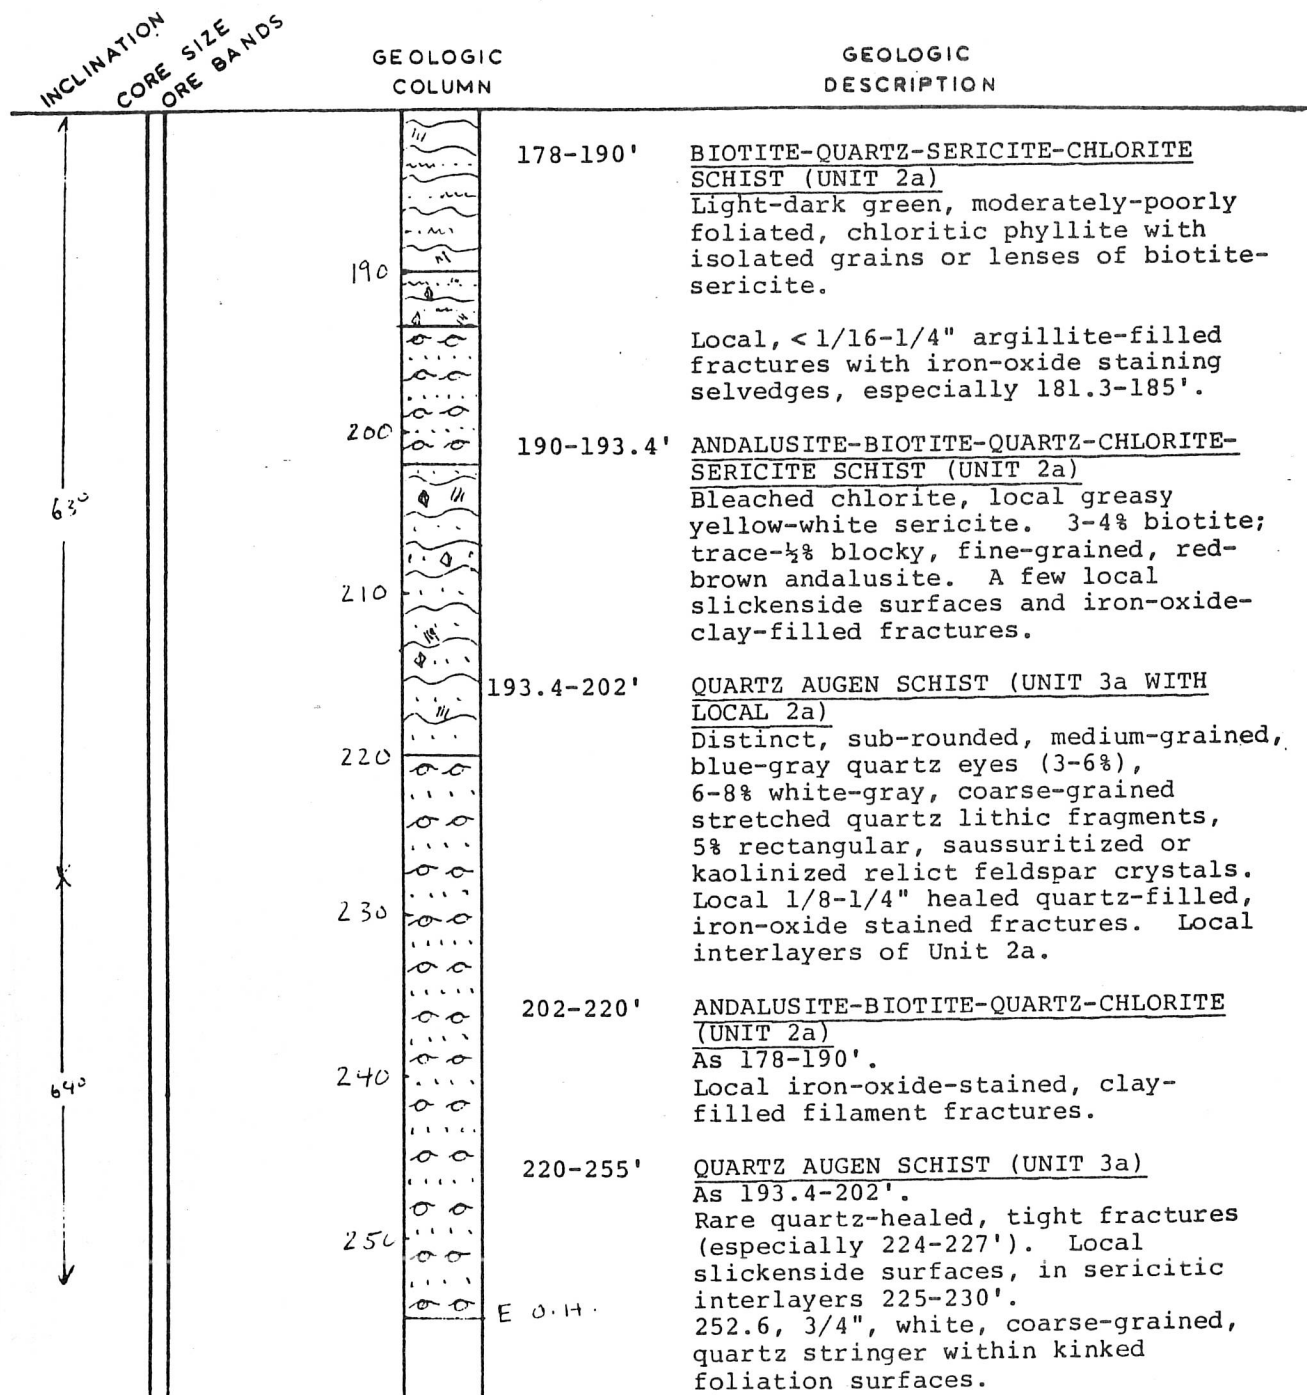 INCLINATION
CORE SIZE
ORE BANDS
GEOLOGIC
COLUMN
GEOLOGIC
DESCRIPTION
178-190' BIOTITE-QUARTZ-SERICITE-CHLORITE
SCHIST (UNIT 2a)
Light-dark green, moderately-poorly
foliated, chloritic phyllite with
isolated grains or lenses of biotite-
190
sericite.
Local, < 1/16-1/4" argillite-filled
fractures with iron-oxide staining
selvedges, especially 181.3-185'.
200
190-193.4' ANDALUSITE-BIOTITE-QUARTZ-CHLORITE-
SERICITE SCHIST (UNIT 2a)
Bleached chlorite, local greasy
63°
yellow-white sericite. 3-4% biotite;
trace-½% blocky, fine-grained, red-
brown andalusite. A few local
210
slickenside surfaces and iron-oxide-
clay-filled fractures.
193.4-202' QUARTZ AUGEN SCHIST (UNIT 3a WITH
LOCAL 2a)
Distinct, sub-rounded, medium-grained,
220
blue-gray quartz eyes (3-6%),
6-8% white-gray, coarse-grained
stretched quartz lithic fragments,
5% rectangular, saussuritized or
kaolinized relict feldspar crystals.
Local 1/8-1/4" healed quartz-filled,
230
iron-oxide stained fractures. Local
interlayers of Unit 2a.
202-220' ANDALUSITE-BIOTITE-QUARTZ-CHLORITE
(UNIT 2a)
As 178-190'.
240
64°
Local iron-oxide-stained, clay-
filled filament fractures.
220-255' QUARTZ AUGEN SCHIST (UNIT 3a)
As 193.4-202'.
Rare quartz-healed, tight fractures
250
(especially 224-227'). Local
slickenside surfaces, in sericitic
interlayers 225-230'.
E O.H.
252.6, 3/4", white, coarse-grained,
quartz stringer within kinked
foliation surfaces.